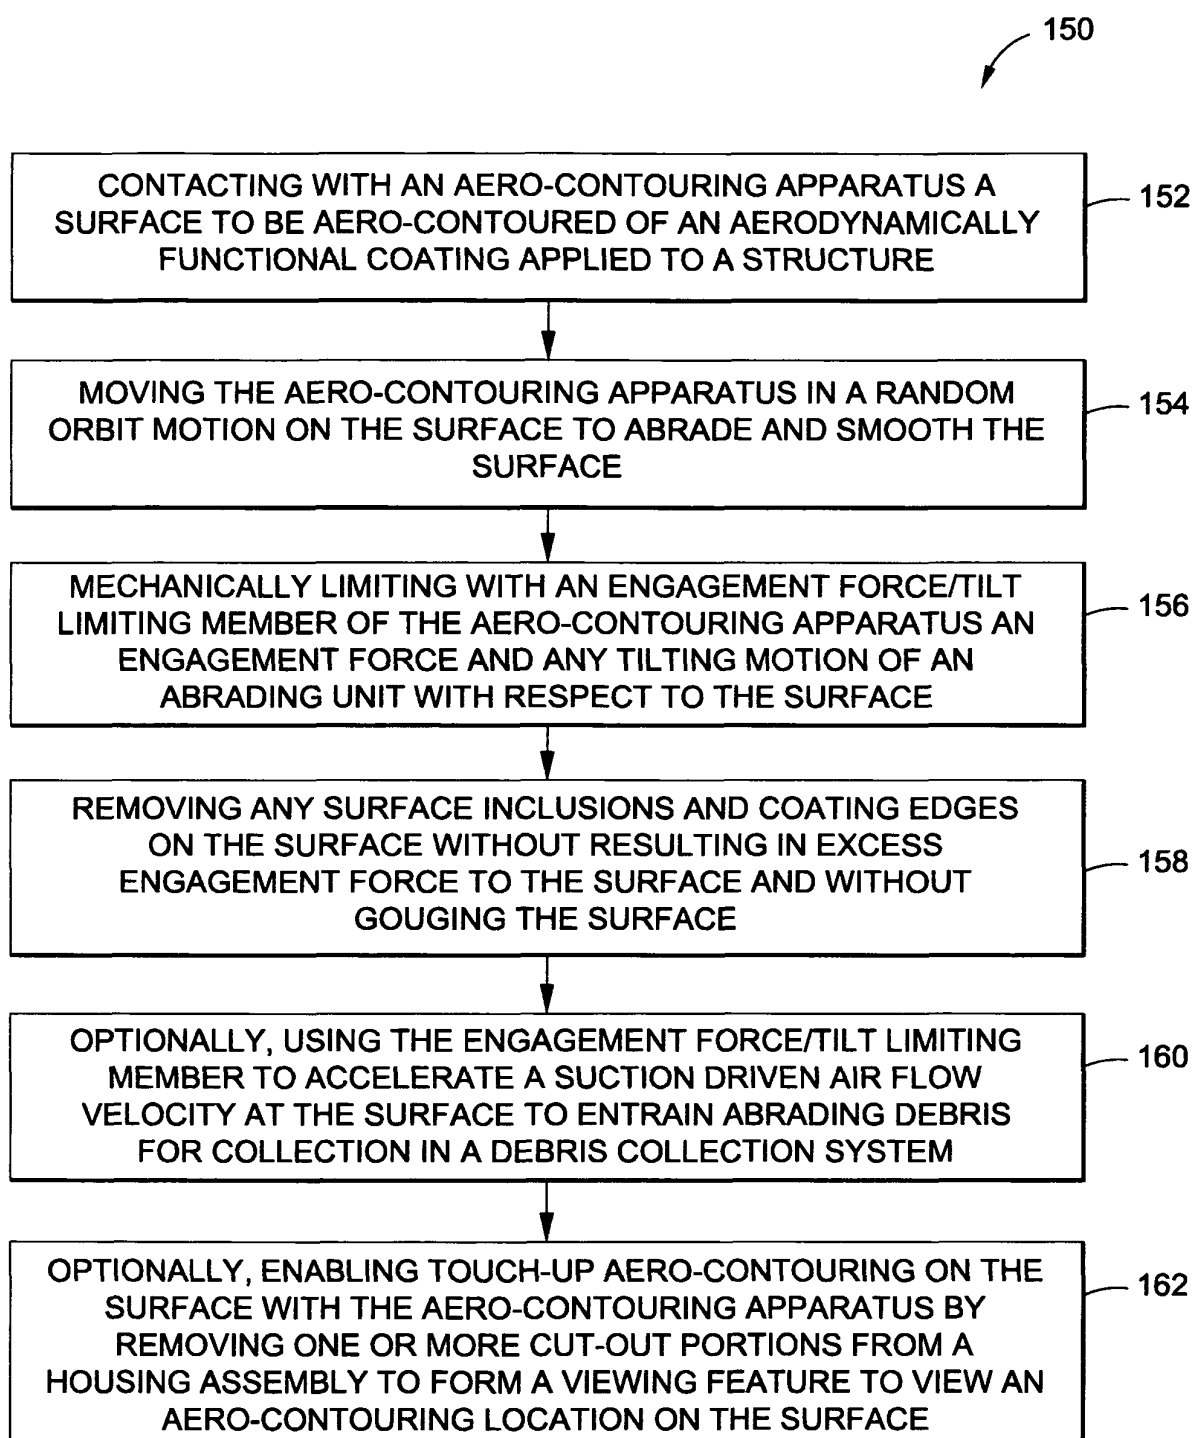 150
CONTACTING WITH AN AERO-CONTOURING APPARATUS A
SURFACE TO BE AERO-CONTOURED OF AN AERODYNAMICALLY
FUNCTIONAL COATING APPLIED TO A STRUCTURE
152
MOVING THE AERO-CONTOURING APPARATUS IN A RANDOM
ORBIT MOTION ON THE SURFACE TO ABRADE AND SMOOTH THE
SURFACE
154
MECHANICALLY LIMITING WITH AN ENGAGEMENT FORCE/TILT
LIMITING MEMBER OF THE AERO-CONTOURING APPARATUS AN
ENGAGEMENT FORCE AND ANY TILTING MOTION OF AN
ABRADING UNIT WITH RESPECT TO THE SURFACE
156
REMOVING ANY SURFACE INCLUSIONS AND COATING EDGES
ON THE SURFACE WITHOUT RESULTING IN EXCESS
ENGAGEMENT FORCE TO THE SURFACE AND WITHOUT
GOUGING THE SURFACE
158
OPTIONALLY, USING THE ENGAGEMENT FORCE/TILT LIMITING
MEMBER TO ACCELERATE A SUCTION DRIVEN AIR FLOW
VELOCITY AT THE SURFACE TO ENTRAIN ABRADING DEBRIS
FOR COLLECTION IN A DEBRIS COLLECTION SYSTEM
160
OPTIONALLY, ENABLING TOUCH-UP AERO-CONTOURING ON THE
SURFACE WITH THE AERO-CONTOURING APPARATUS BY
REMOVING ONE OR MORE CUT-OUT PORTIONS FROM A
HOUSING ASSEMBLY TO FORM A VIEWING FEATURE TO VIEW AN
AERO-CONTOURING LOCATION ON THE SURFACE
162